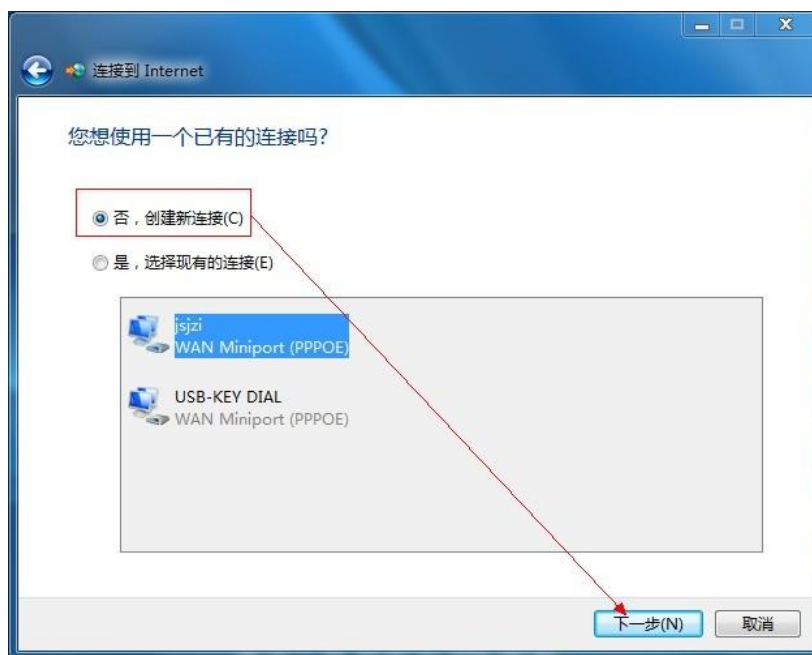 连接到 Internet
您想使用一个已有的连接吗?
否，创建新连接(C)
是，选择现有的连接(E)
jsjzi
WAN Miniport (PPPOE)
USB-KEY DIAL
WAN Miniport (PPPOE)
下一步(N)
取消